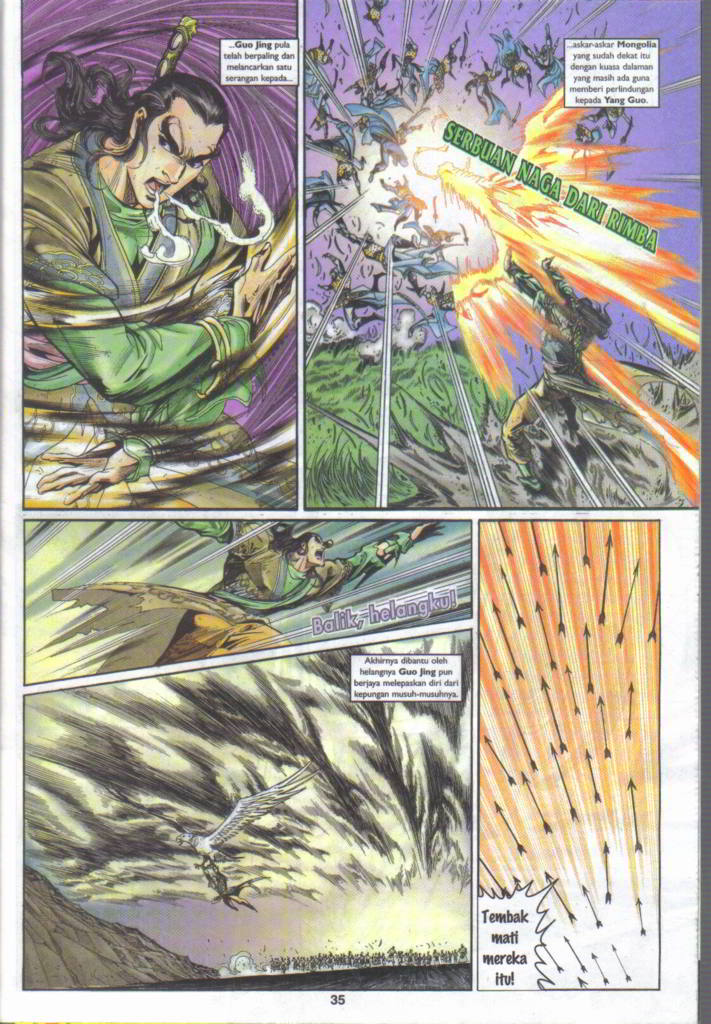 ...Guo Jing pula
telah berpaling dan
melancarkan satu
serangan kepada...
...askar-askar Mongolia
yang sudah dekat itu
dengan kuasa dalaman
yang masih ada guna
memberi perlindungan
kepada Yang Guo.
SERBUAN NAGA DARI RIMBA
Balik, helangku!
Akhirnya dibantu oleh
helangnya Guo Jing pun
berjaya melepaskan diri dari
kepungan musuh-musuhnya.
Tembak
mati
mereka
itu!
35